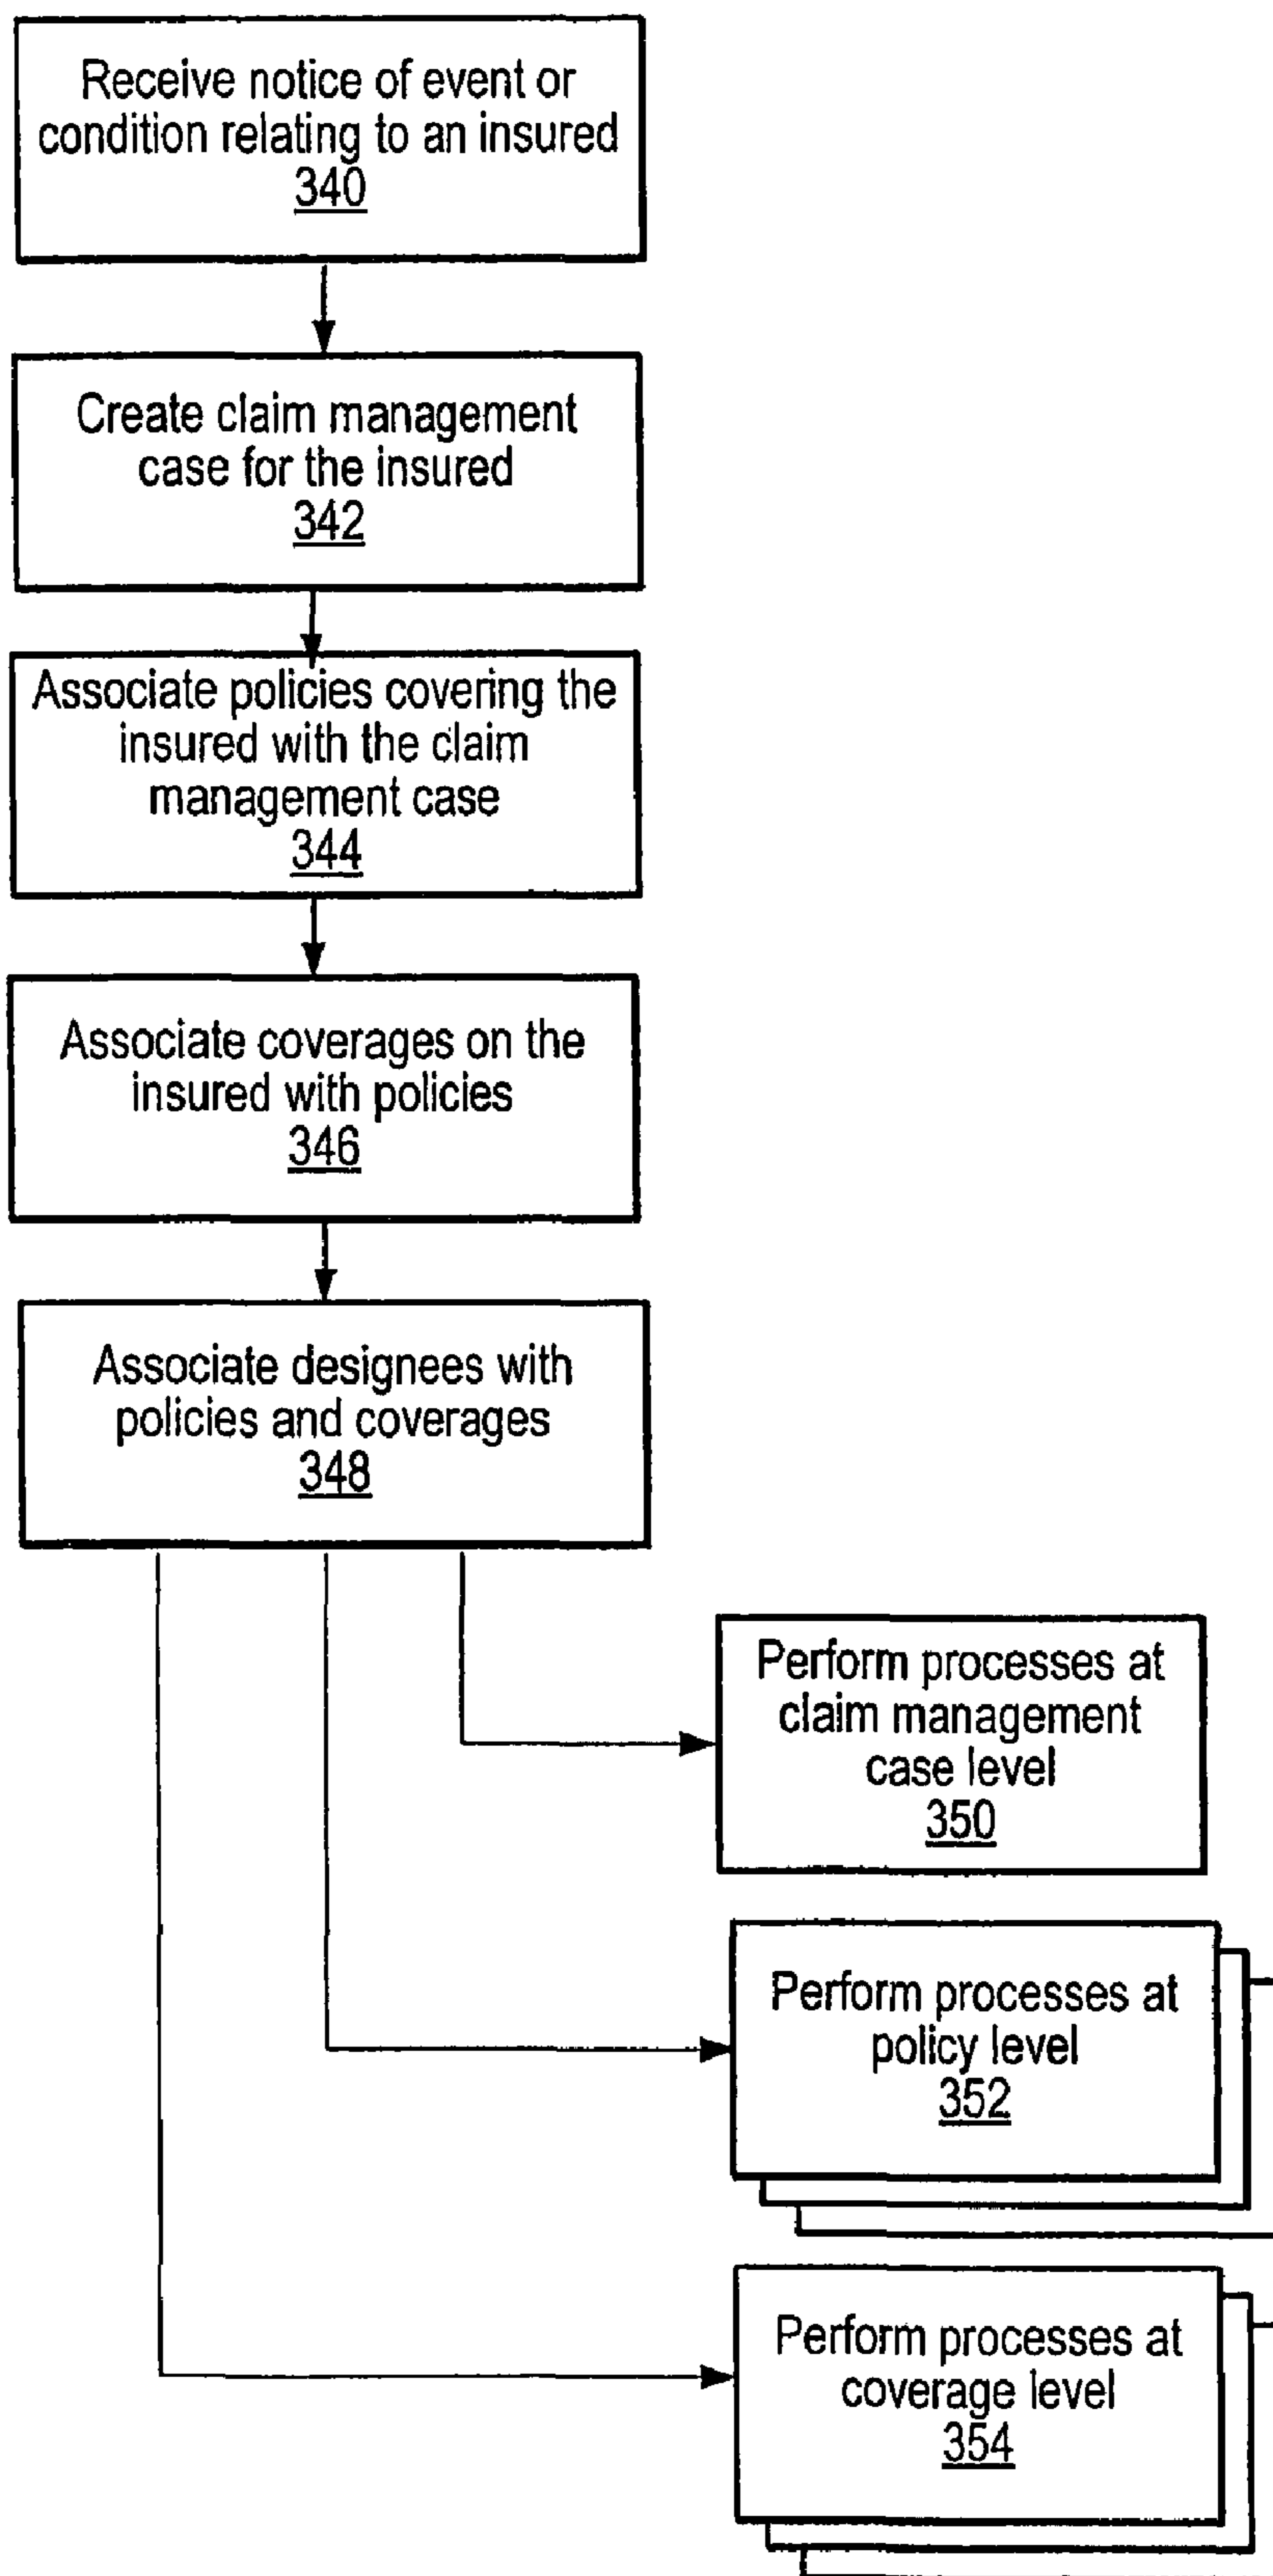 Receive notice of event or
condition relating to an insured
340
Create claim management
case for the insured
342
Associate policies covering the
insured with the claim
management case
344
Associate coverages on the
insured with policies
346
Associate designees with
policies and coverages
348
Perform processes at
claim management
case level
350
Perform processes at
policy level
352
Perform processes at
coverage level
354